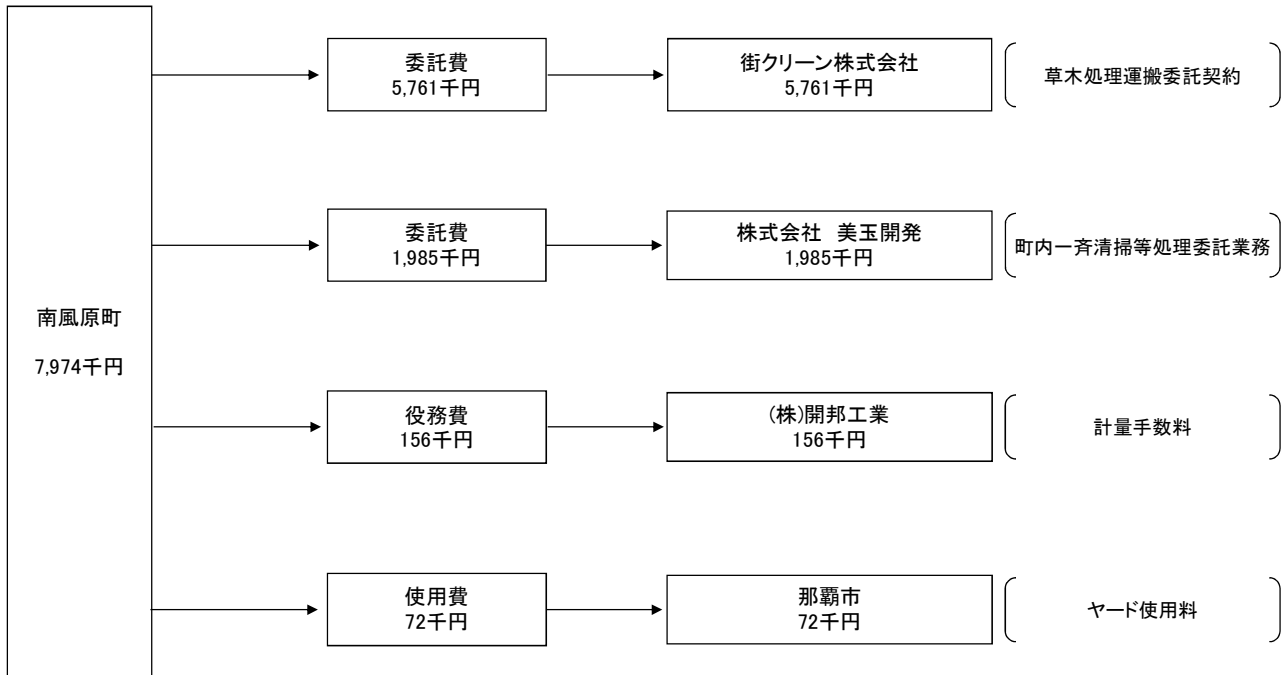 南風原町
7,974千円
委託費
5,761千円
街クリーン株式会社
5,761千円
草木処理運搬委託契約
委託費
1,985千円
株式会社　美玉開発
1,985千円
町内一斉清掃等処理委託業務
役務費
156千円
(株)開邦工業
156千円
計量手数料
使用費
72千円
那覇市
72千円
ヤード使用料